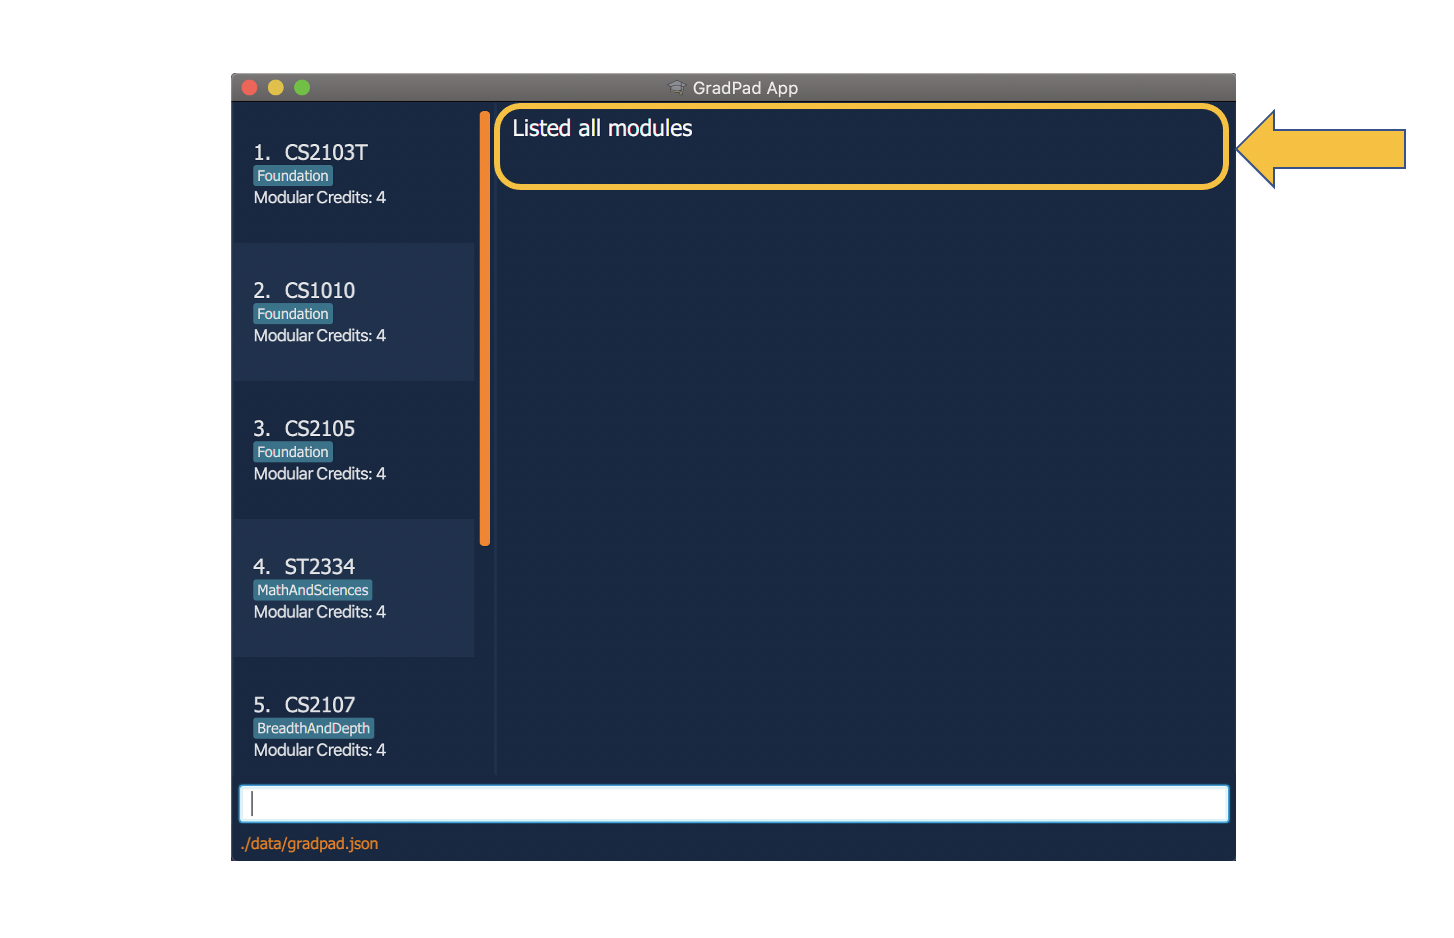 GradPad App
1. CS2103T
Foundation
Modular Credits: 4
2. CS1010
Foundation
Modular Credits: 4
3. CS2105
Foundation
Modular Credits: 4
4. ST2334
MathAndSciences
Modular Credits: 4
5. CS2107
BreadthAndDepth
Modular Credits: 4
Listed all modules
./data/gradpad.json